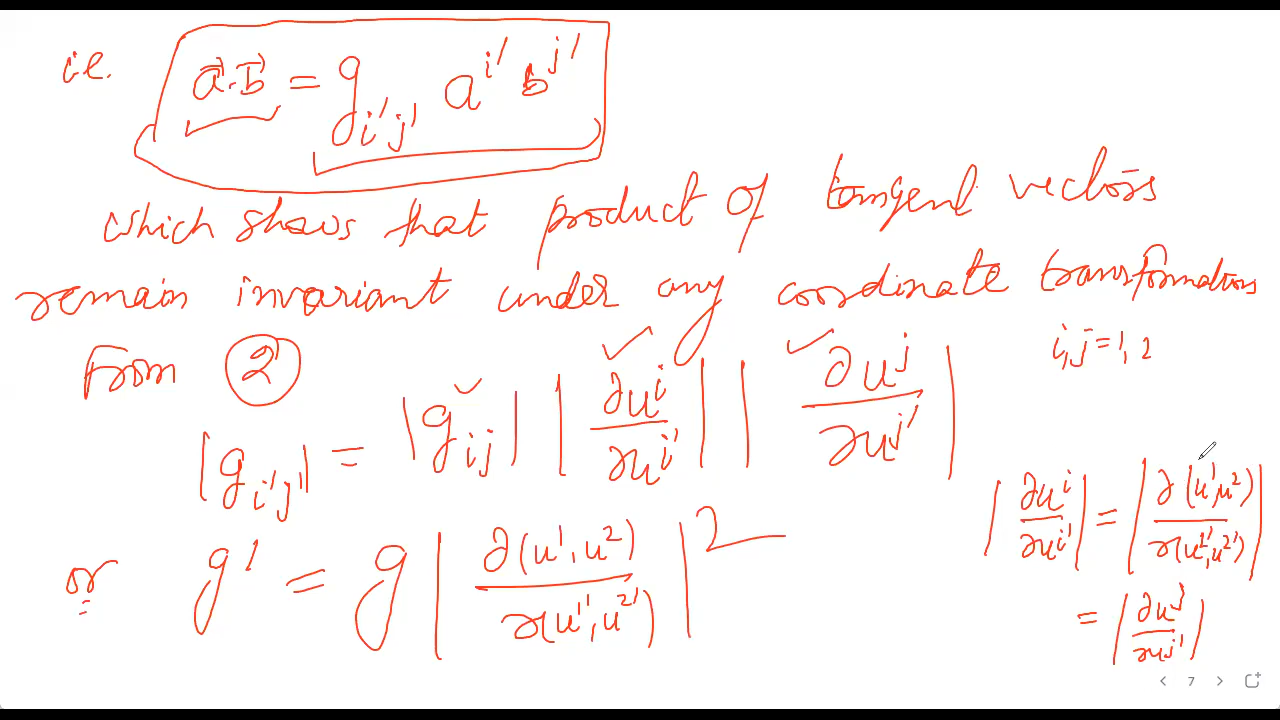 i.e. a⃗.b⃗ = g_{i'j'} a^{i'} b^{j'}
which shows that product of tangent vectors
remain invariant under any coordinate transformations
From ② i,j = 1, 2
|g_{i'j'}| = |g_{ij}| |∂u^i/∂u^{i'}| |∂u^j/∂u^{j'}|
|∂u^i/∂u^{i'}| = |∂(u^1,u^2)/∂(u^{1'},u^{2'})|
or g' = g |∂(u^1,u^2)/∂(u^{1'},u^{2'})|^2
= |∂u^j/∂u^{j'}|
7